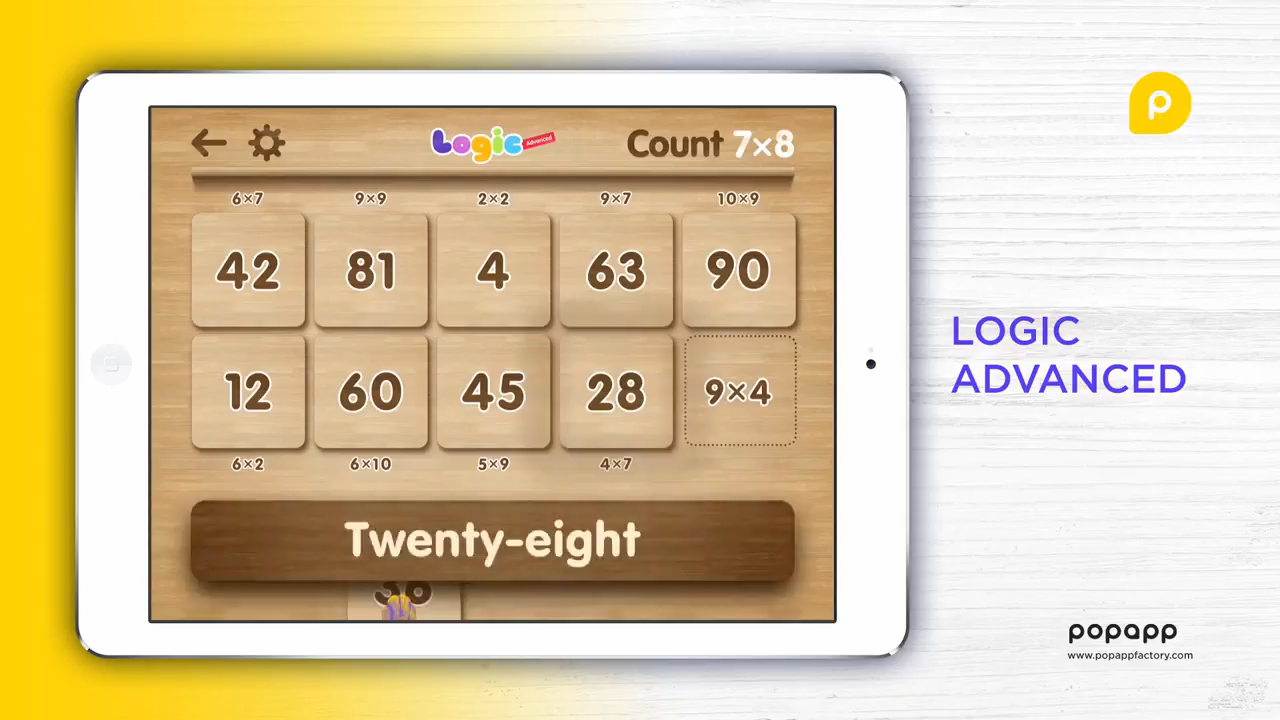 Logic Advanced
Count 7×8
6×7 9×9 2×2 9×7 10×9
42 81 4 63 90
12 60 45 28 9×4
6×2 6×10 5×9 4×7
Twenty-eight
36
LOGIC
ADVANCED
popapp
www.popappfactory.com